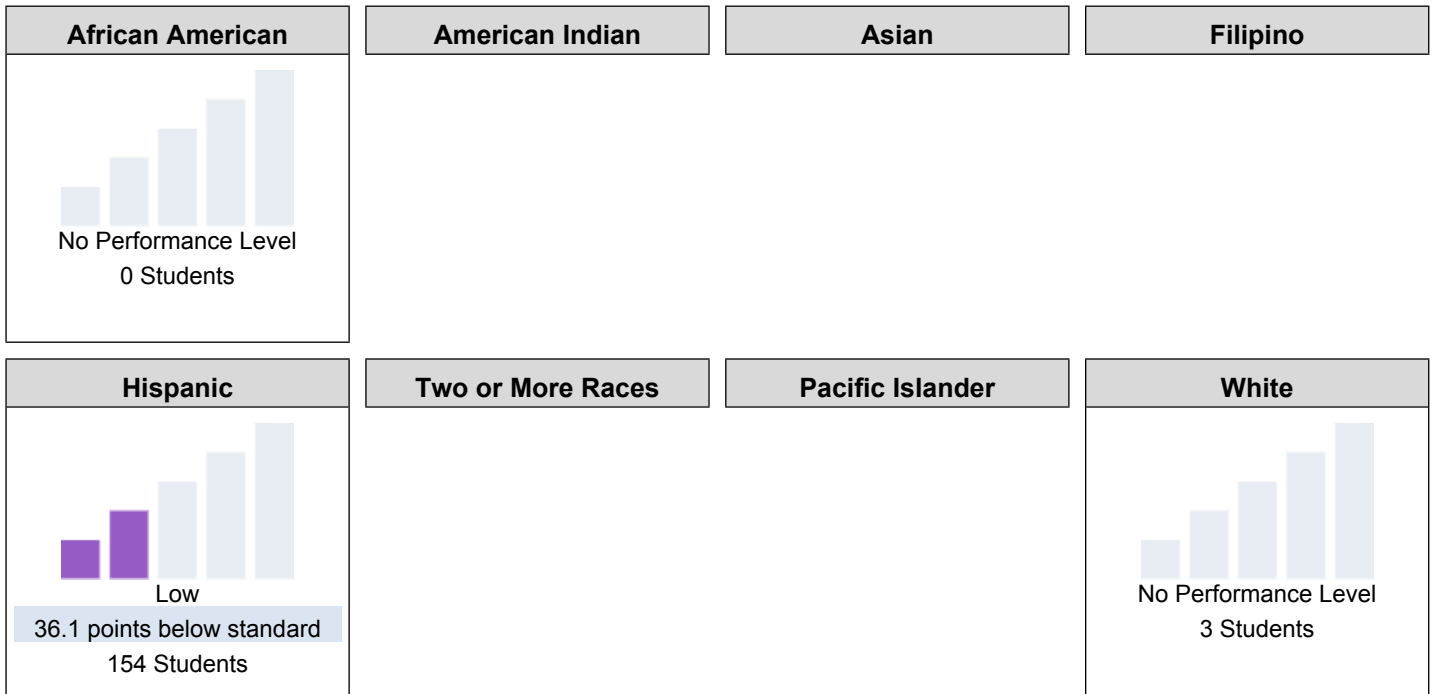 African American
American Indian
Asian
Filipino
No Performance Level
0 Students
Hispanic
Two or More Races
Pacific Islander
White
Low
36.1 points below standard
154 Students
No Performance Level
3 Students